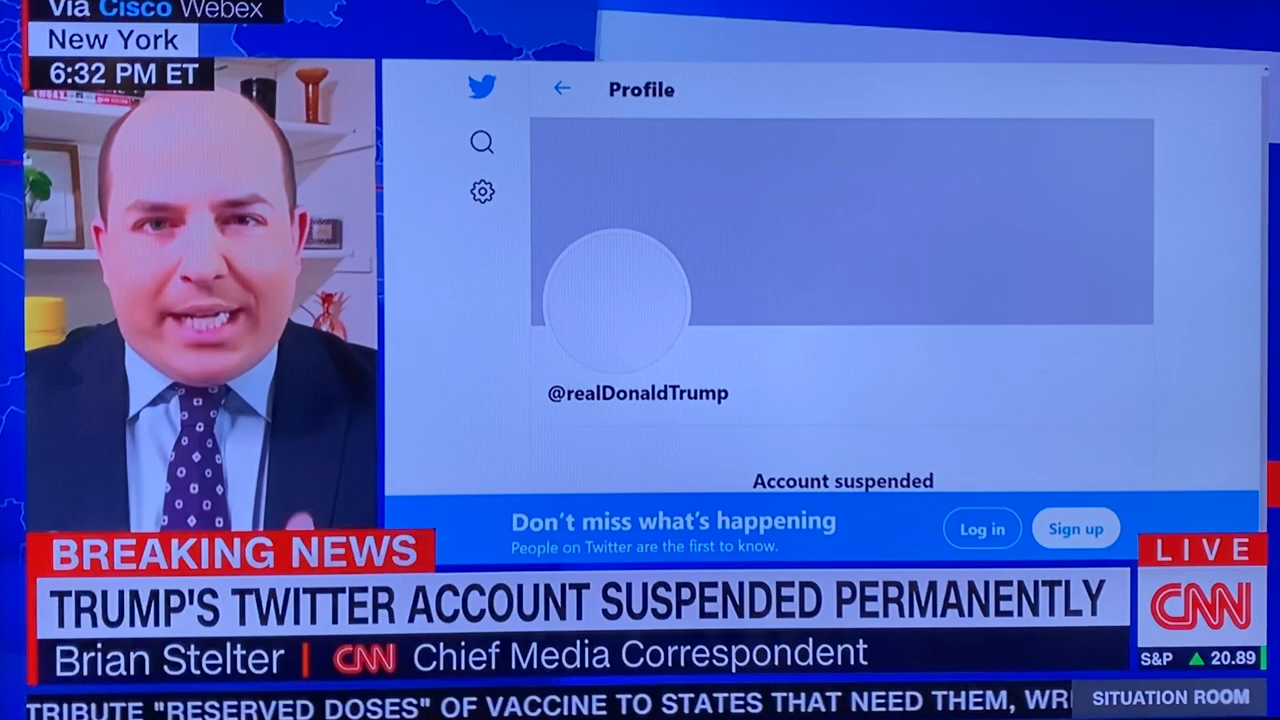 Via Cisco Webex
New York
6:32 PM ET
Profile
@realDonaldTrump
Account suspended
Don't miss what's happening
People on Twitter are the first to know.
Log in
Sign up
BREAKING NEWS
LIVE
TRUMP'S TWITTER ACCOUNT SUSPENDED PERMANENTLY
CNN
Brian Stelter | CNN Chief Media Correspondent
S&P ▲ 20.89
TRIBUTE "RESERVED DOSES" OF VACCINE TO STATES THAT NEED THEM, WRI
SITUATION ROOM